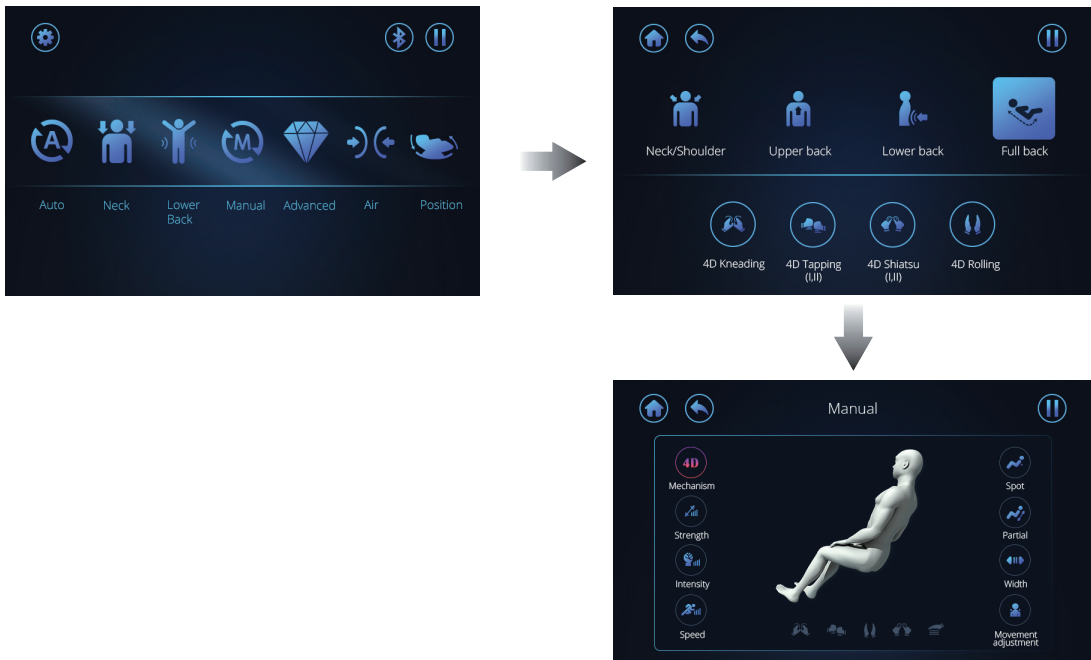 A
M
Auto
Neck
Lower
Back
Manual
Advanced
Air
Position
Neck/Shoulder
Upper back
Lower back
Full back
4D Kneading
4D Tapping
(I,II)
4D Shiatsu
(I,II)
4D Rolling
Manual
4D
Mechanism
Strength
Intensity
Speed
Spot
Partial
Width
Movement
adjustment